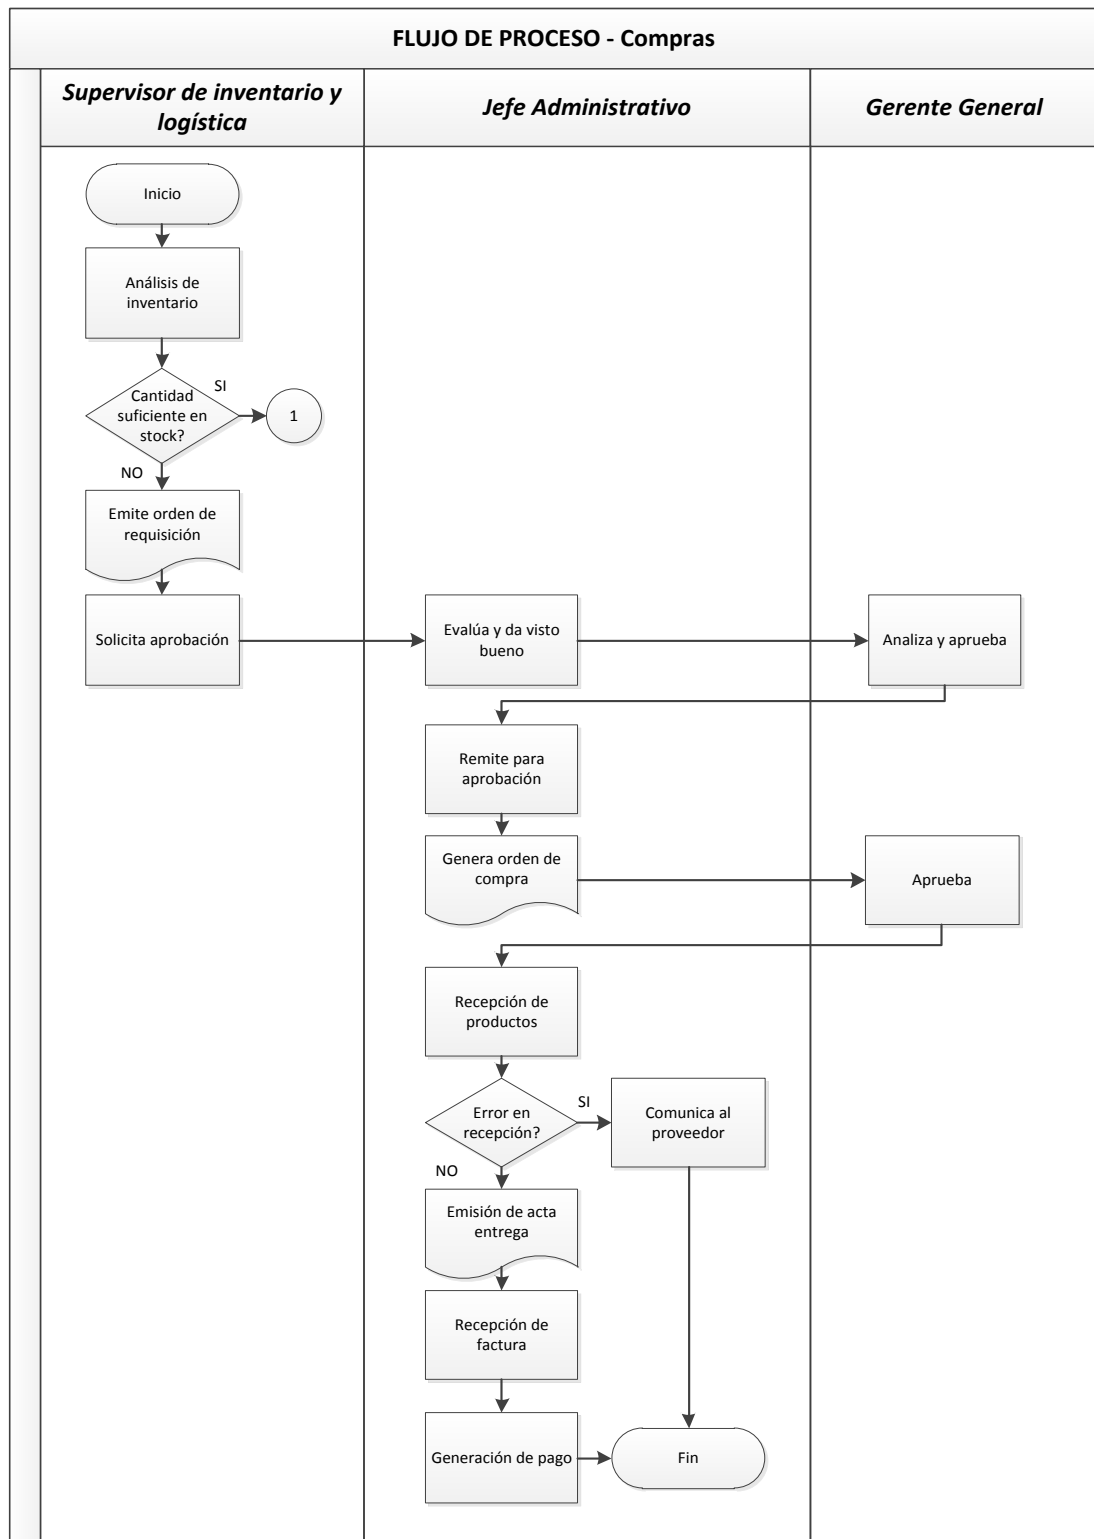 FLUJO DE PROCESO - Compras
Supervisor de inventario y
logística
Jefe Administrativo
Gerente General
Inicio
Análisis de
inventario
Cantidad
suficiente en
stock?
SI
1
NO
Emite orden de
requisición
Solicita aprobación
Evalúa y da visto
bueno
Analiza y aprueba
Remite para
aprobación
Genera orden de
compra
Aprueba
Recepción de
productos
Error en
recepción?
SI
Comunica al
proveedor
NO
Emisión de acta
entrega
Recepción de
factura
Generación de pago
Fin